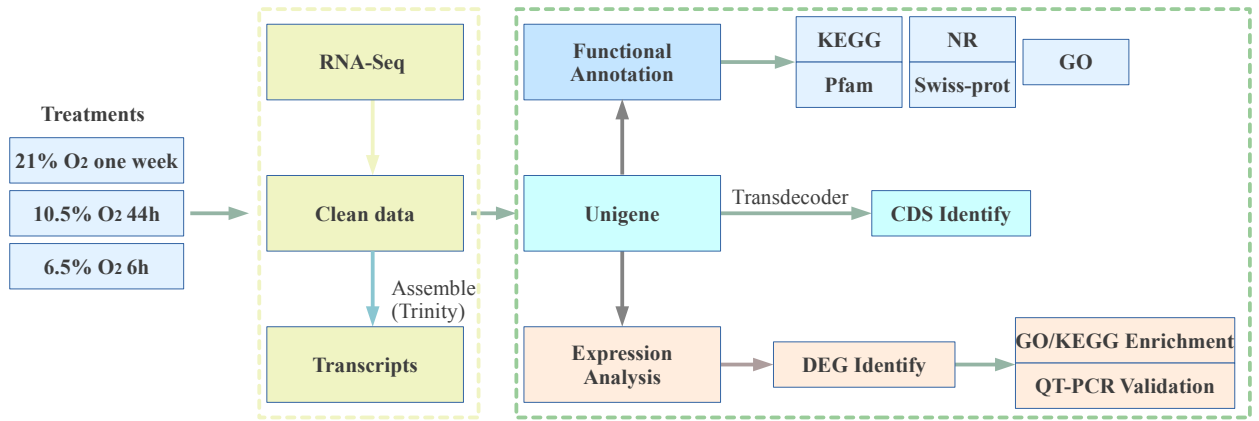 Treatments
21% O2 one week
10.5% O2 44h
6.5% O2 6h
RNA-Seq
Clean data
Assemble
(Trinity)
Transcripts
Functional
Annotation
KEGG
Pfam
NR
Swiss-prot
GO
Unigene
Transdecoder
CDS Identify
Expression
Analysis
DEG Identify
GO/KEGG Enrichment
QT-PCR Validation